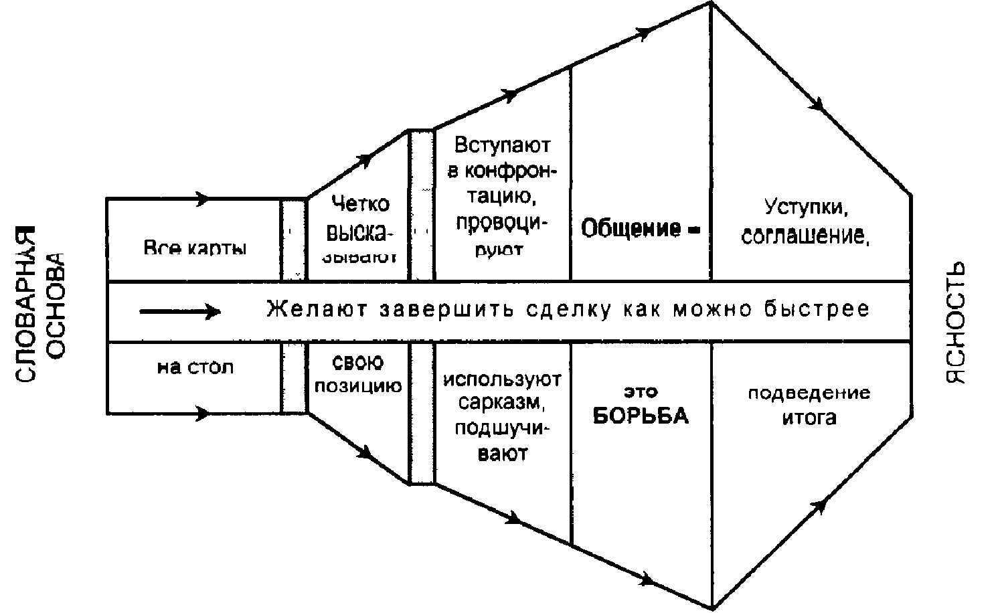 СЛОВАРНАЯ
ОСНОВА
Все карты
на стол
Четко
выска-
зывают
свою
позицию
Вступают
в конфрон-
тацию,
провоци-
руют
используют
сарказм,
подшучи-
вают
Общение =
это
БОРЬБА
Уступки,
соглашение,
подведение
итога
Желают завершить сделку как можно быстрее
ЯСНОСТЬ